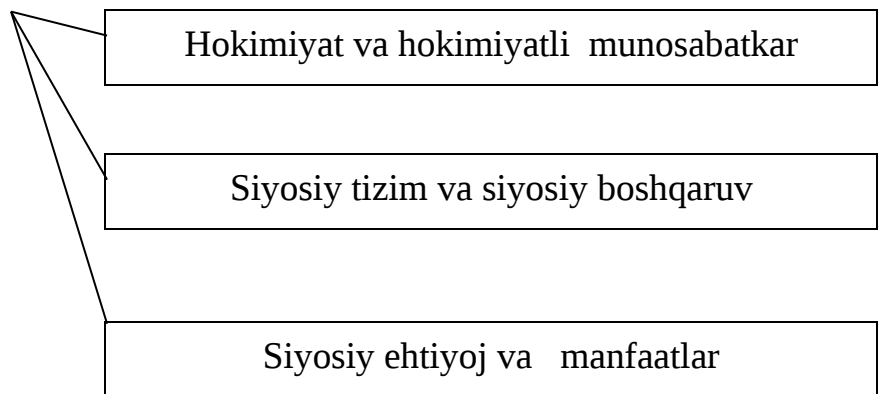 Hokimiyat va hokimiyatli munosabatkar
Siyosiy tizim va siyosiy boshqaruv
Siyosiy ehtiyoj va manfaatlar